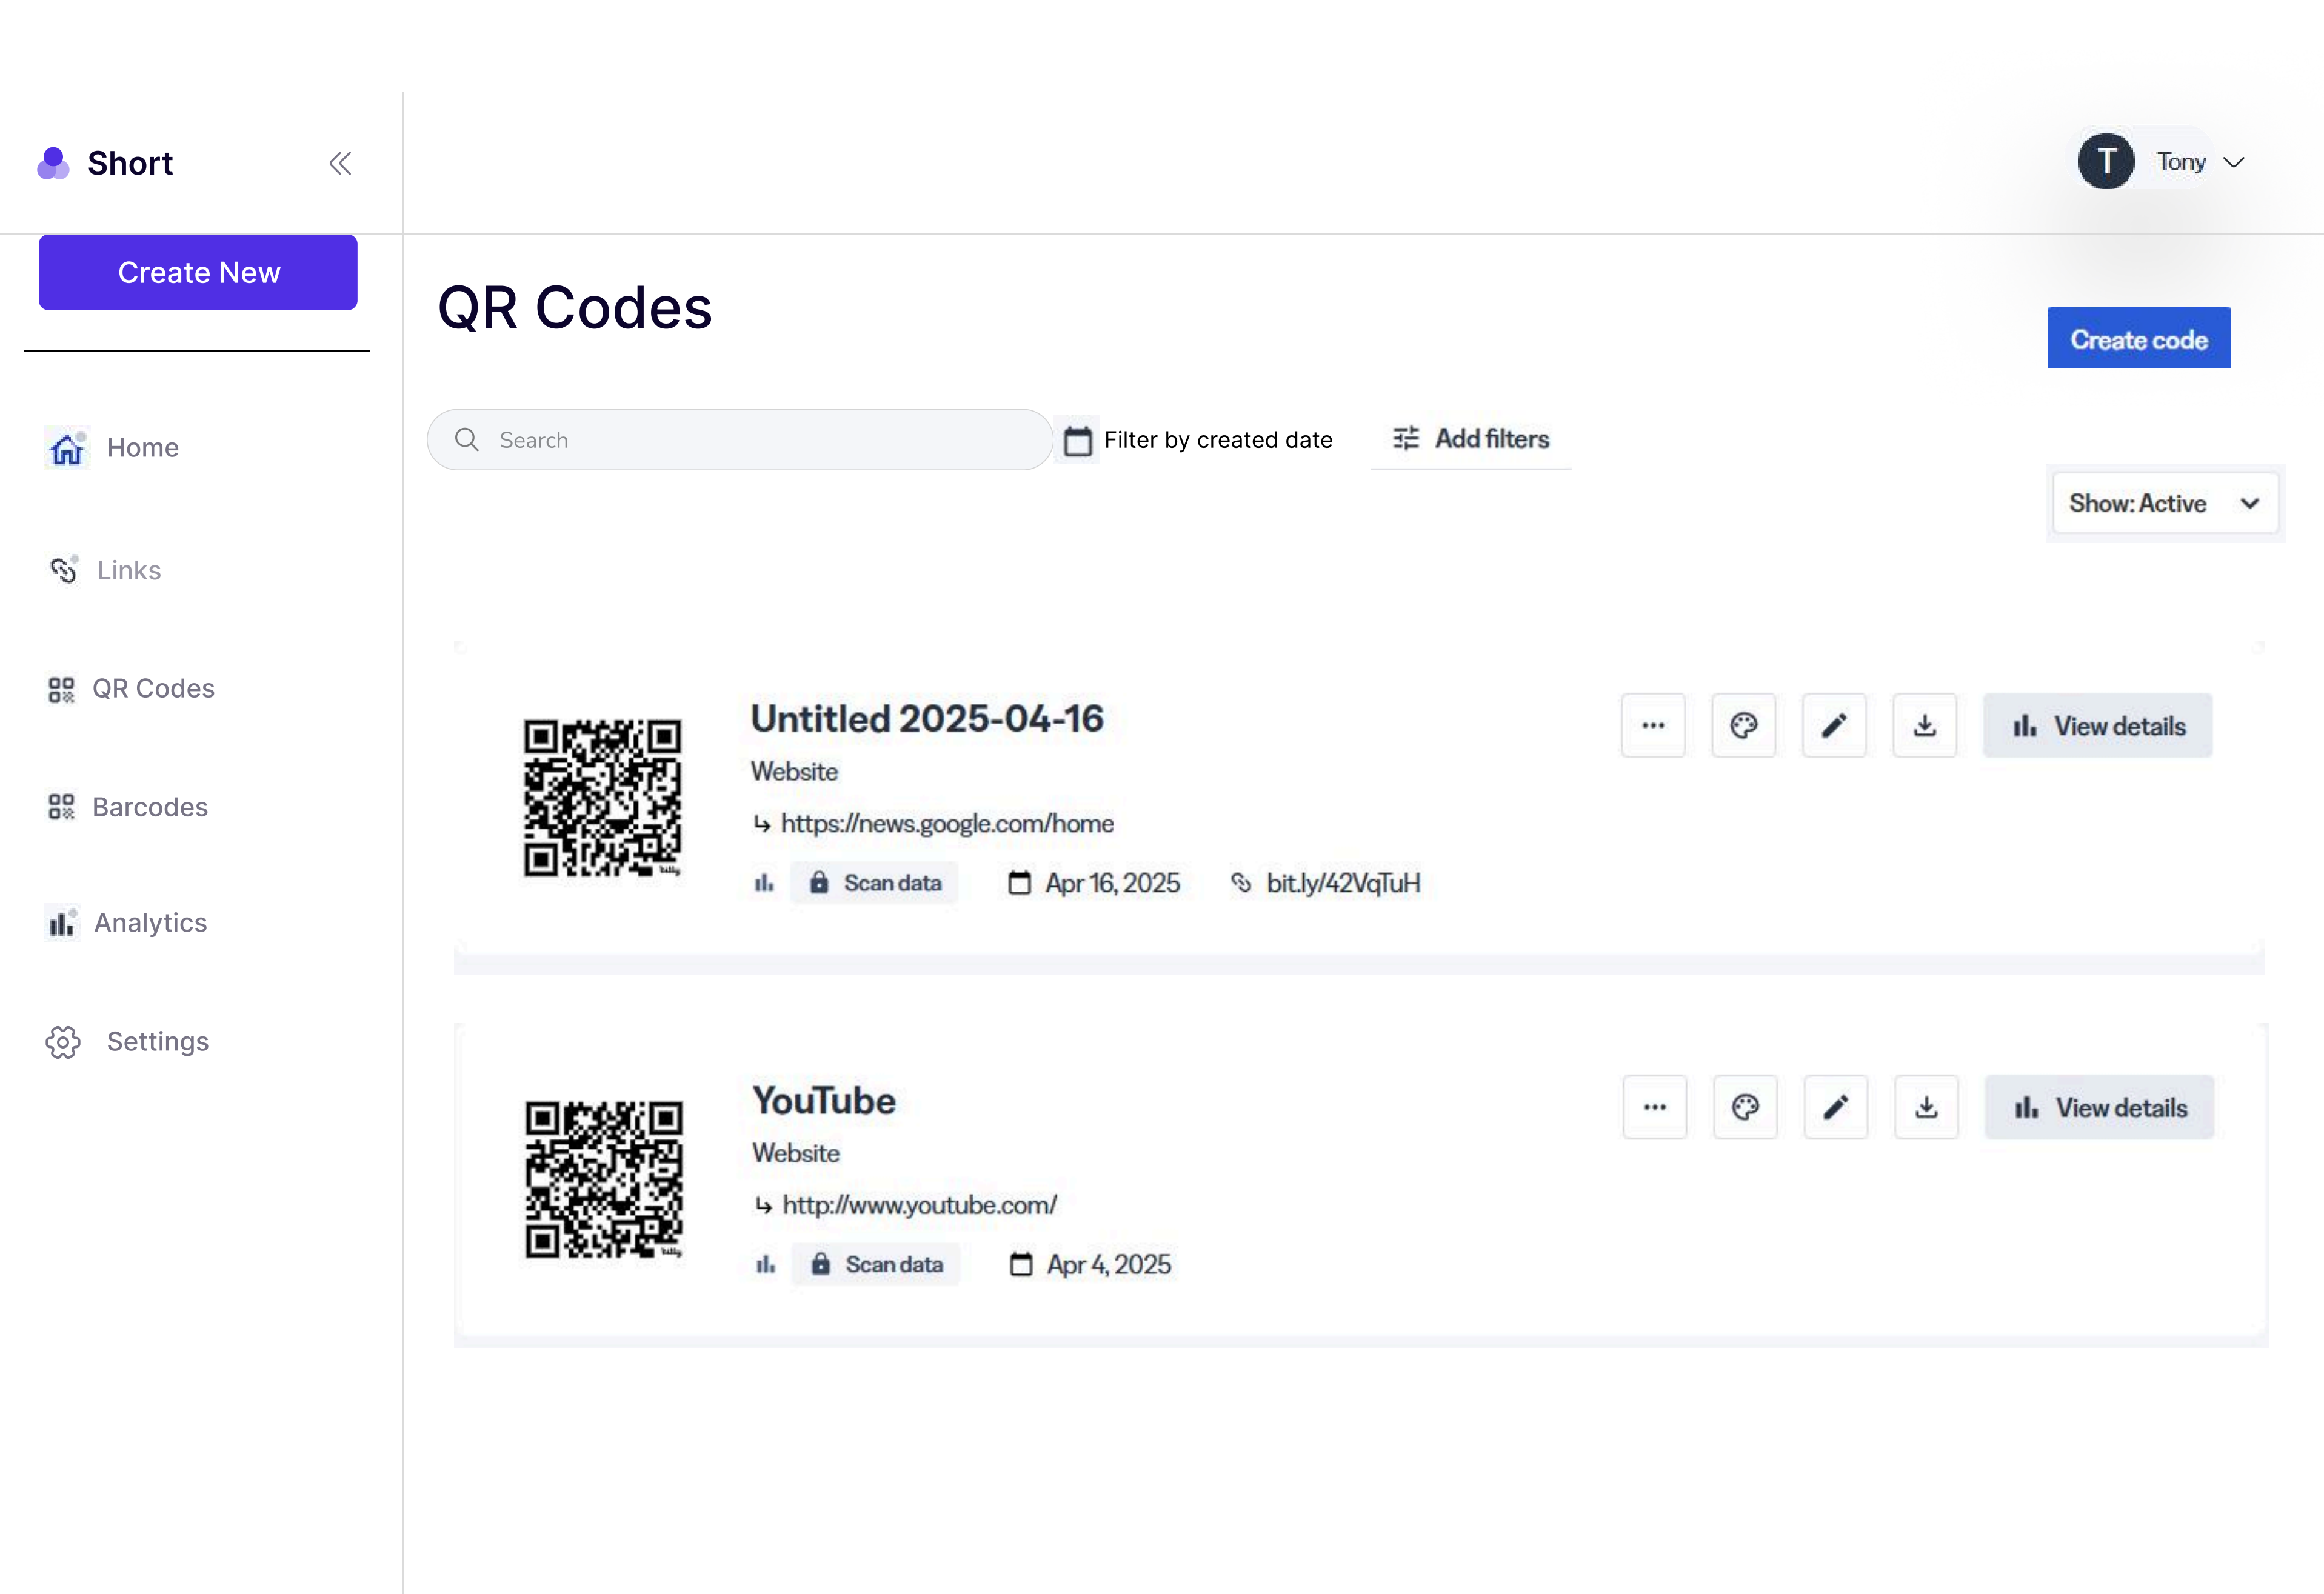 Short
T Tony
Create New
QR Codes
Create code
Search
Filter by created date
Add filters
Show: Active
Home
Links
QR Codes
Barcodes
Analytics
Settings
Untitled 2025-04-16
Website
https://news.google.com/home
Scan data Apr 16, 2025 bit.ly/42VqTuH
View details
YouTube
Website
http://www.youtube.com/
Scan data Apr 4, 2025
View details